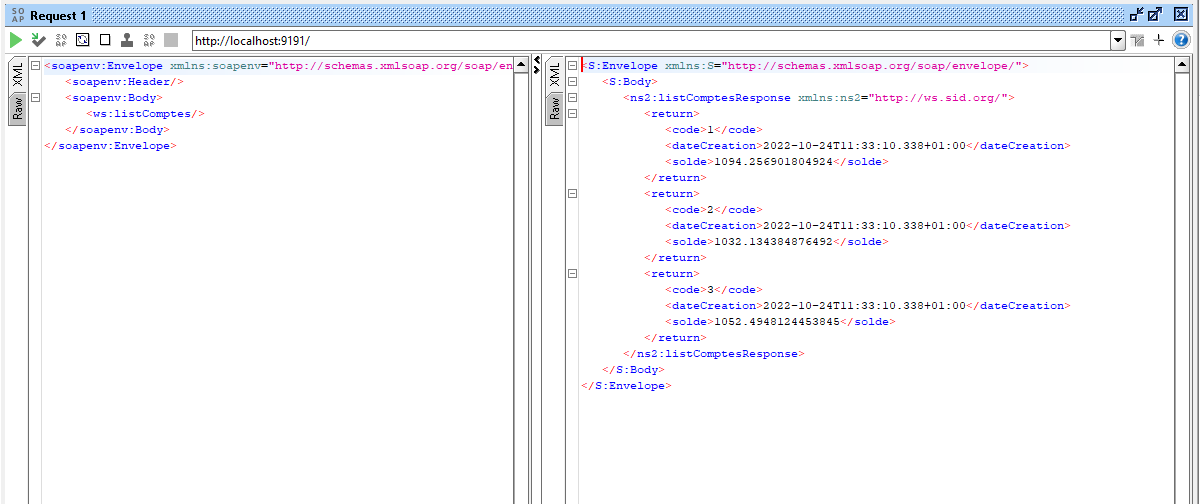 SO
AP
Request 1
SO
AP
SO
AP
http://localhost:9191/
?
XML
Raw
<soapenv:Envelope xmlns:soapenv="http://schemas.xmlsoap.org/soap/en
<soapenv:Header/>
<soapenv:Body>
<ws:listComptes/>
</soapenv:Body>
</soapenv:Envelope>
XML
Raw
<S:Envelope xmlns:S="http://schemas.xmlsoap.org/soap/envelope/">
<S:Body>
<ns2:listComptesResponse xmlns:ns2="http://ws.sid.org/">
<return>
<code>1</code>
<dateCreation>2022-10-24T11:33:10.338+01:00</dateCreation>
<solde>1094.256901804924</solde>
</return>
<return>
<code>2</code>
<dateCreation>2022-10-24T11:33:10.338+01:00</dateCreation>
<solde>1032.134384876492</solde>
</return>
<return>
<code>3</code>
<dateCreation>2022-10-24T11:33:10.338+01:00</dateCreation>
<solde>1052.4948124453845</solde>
</return>
</ns2:listComptesResponse>
</S:Body>
</S:Envelope>